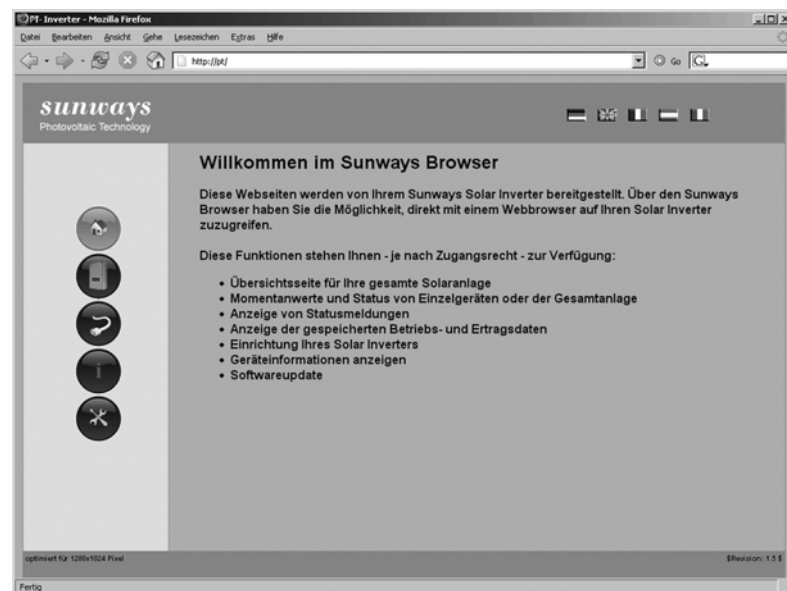 PT- Inverter - Mozilla Firefox
Datei Bearbeiten Ansicht Gehe Lesezeichen Extras Hilfe
http://pt/ Go G
sunways
Photovoltaic Technology
Willkommen im Sunways Browser
Diese Webseiten werden von Ihrem Sunways Solar Inverter bereitgestellt. Über den Sunways
Browser haben Sie die Möglichkeit, direkt mit einem Webbrowser auf Ihren Solar Inverter
zuzugreifen.
Diese Funktionen stehen Ihnen - je nach Zugangsrecht - zur Verfügung:
• Übersichtsseite für Ihre gesamte Solaranlage
• Momentanwerte und Status von Einzelgeräten oder der Gesamtanlage
• Anzeige von Statusmeldungen
• Anzeige der gespeicherten Betriebs- und Ertragsdaten
• Einrichtung Ihres Solar Inverters
• Geräteinformationen anzeigen
• Softwareupdate
i
optimiert für 1280x1024 Pixel $Revision: 1.5 $
Fertig